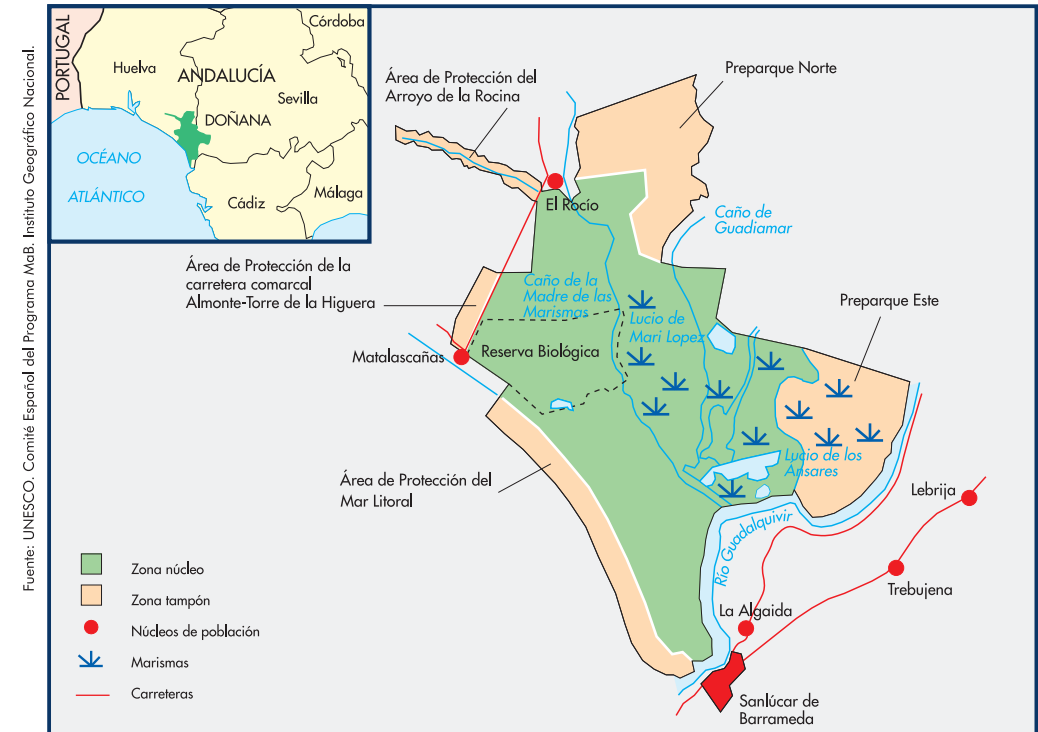 Fuente: UNESCO. Comité Español del Programa MaB. Instituto Geográfico Nacional.
PORTUGAL
Córdoba
Huelva
ANDALUCÍA
Sevilla
DOÑANA
OCÉANO
ATLÁNTICO
Cádiz
Málaga
Área de Protección del
Arroyo de la Rocina
Preparque Norte
El Rocío
Caño de
Guadiamar
Área de Protección de la
carretera comarcal
Almonte-Torre de la Higuera
Caño de la
Madre de las
Marismas
Lucio de
Mari Lopez
Preparque Este
Matalascañas
Reserva Biológica
Lucio de los
Ansares
Área de Protección del
Mar Litoral
Lebrija
Río Guadalquivir
Trebujena
La Algaida
Sanlúcar de
Barrameda
Zona núcleo
Zona tampón
Núcleos de población
Marismas
Carreteras